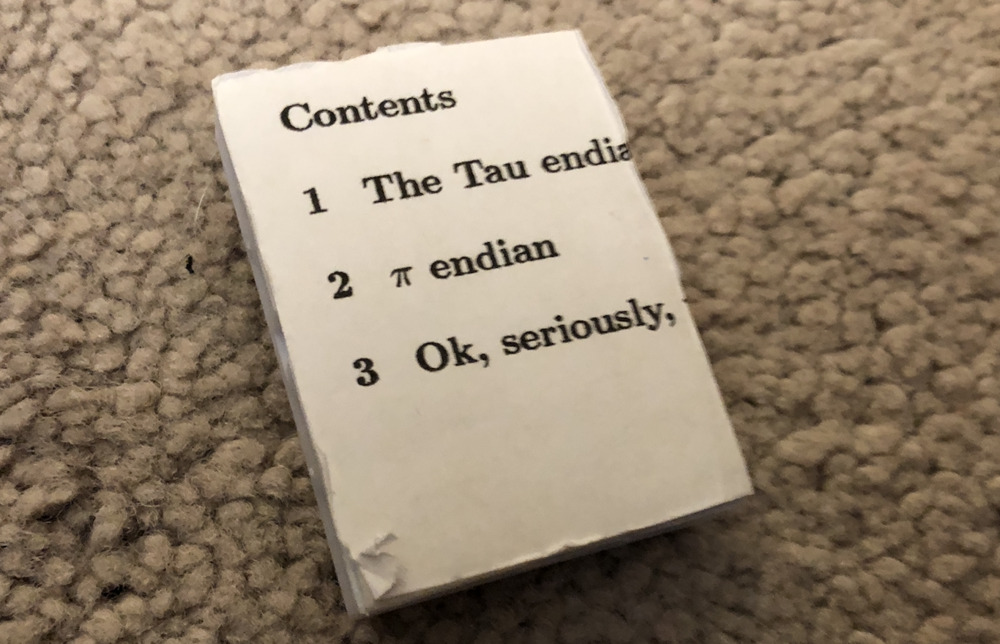 Contents
1 The Tau endia
2 π endian
3 Ok, seriously,